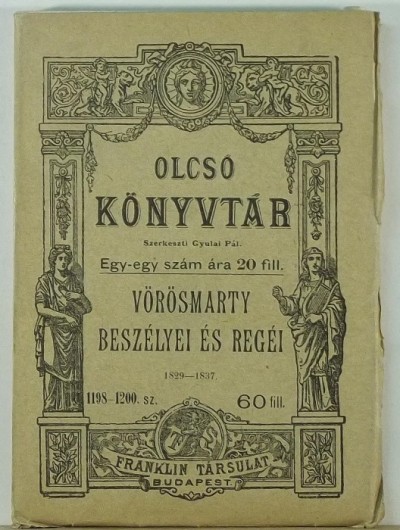 OLCSÓ
KÖNYVTÁR
Szerkeszti Gyulai Pál.
Egy-egy szám ára 20 fill.
VÖRÖSMARTY
BESZÉLYEI ÉS REGÉI
1829—1837.
1198–1200. sz.
60 fill.
FRANKLIN TÁRSULAT
BUDAPEST.